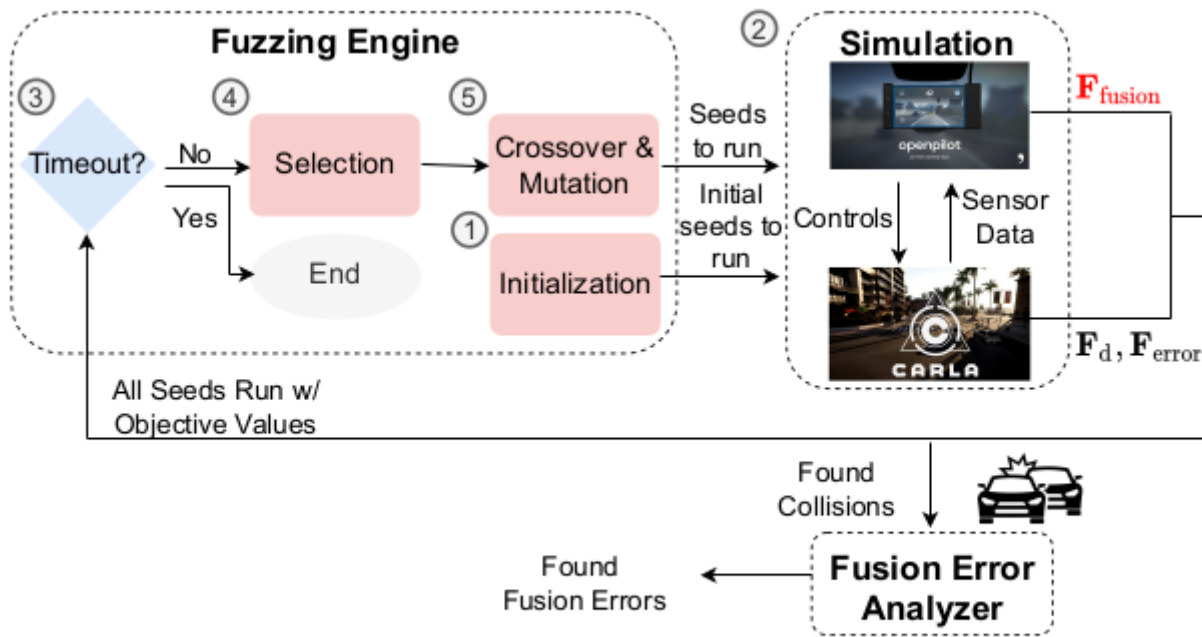 Fuzzing Engine
3
Timeout?
No
Yes
4
Selection
End
5
Crossover &
Mutation
1
Initialization
Seeds
to run
Initial
seeds to
run
2
Simulation
openpilot
,
Controls
Sensor
Data
CARLA
F_fusion
F_d, F_error
All Seeds Run w/
Objective Values
Found
Collisions
Fusion Error
Analyzer
Found
Fusion Errors